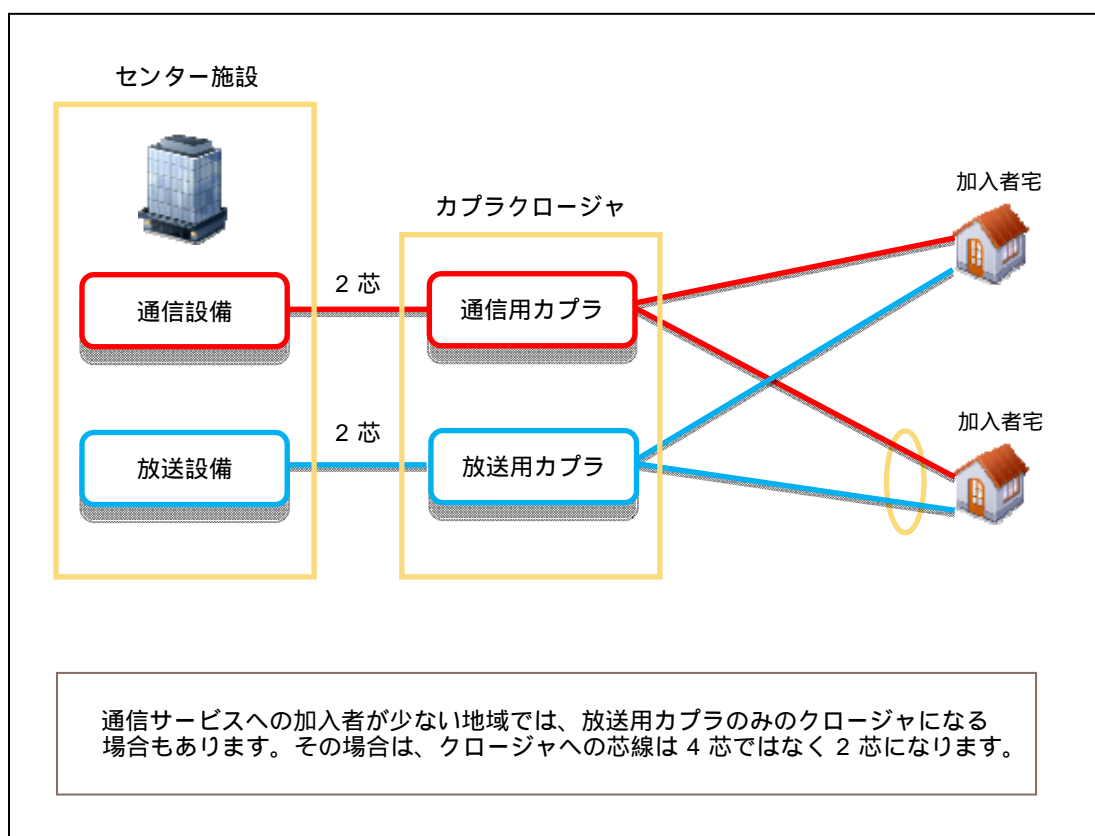 センター施設
加入者宅
カプラクロージャ
2 芯
通信設備
通信用カプラ
加入者宅
2 芯
放送設備
放送用カプラ
通信サービスへの加入者が少ない地域では、放送用カプラのみのクロージャになる
場合もあります。その場合は、クロージャへの芯線は 4 芯ではなく 2 芯になります。